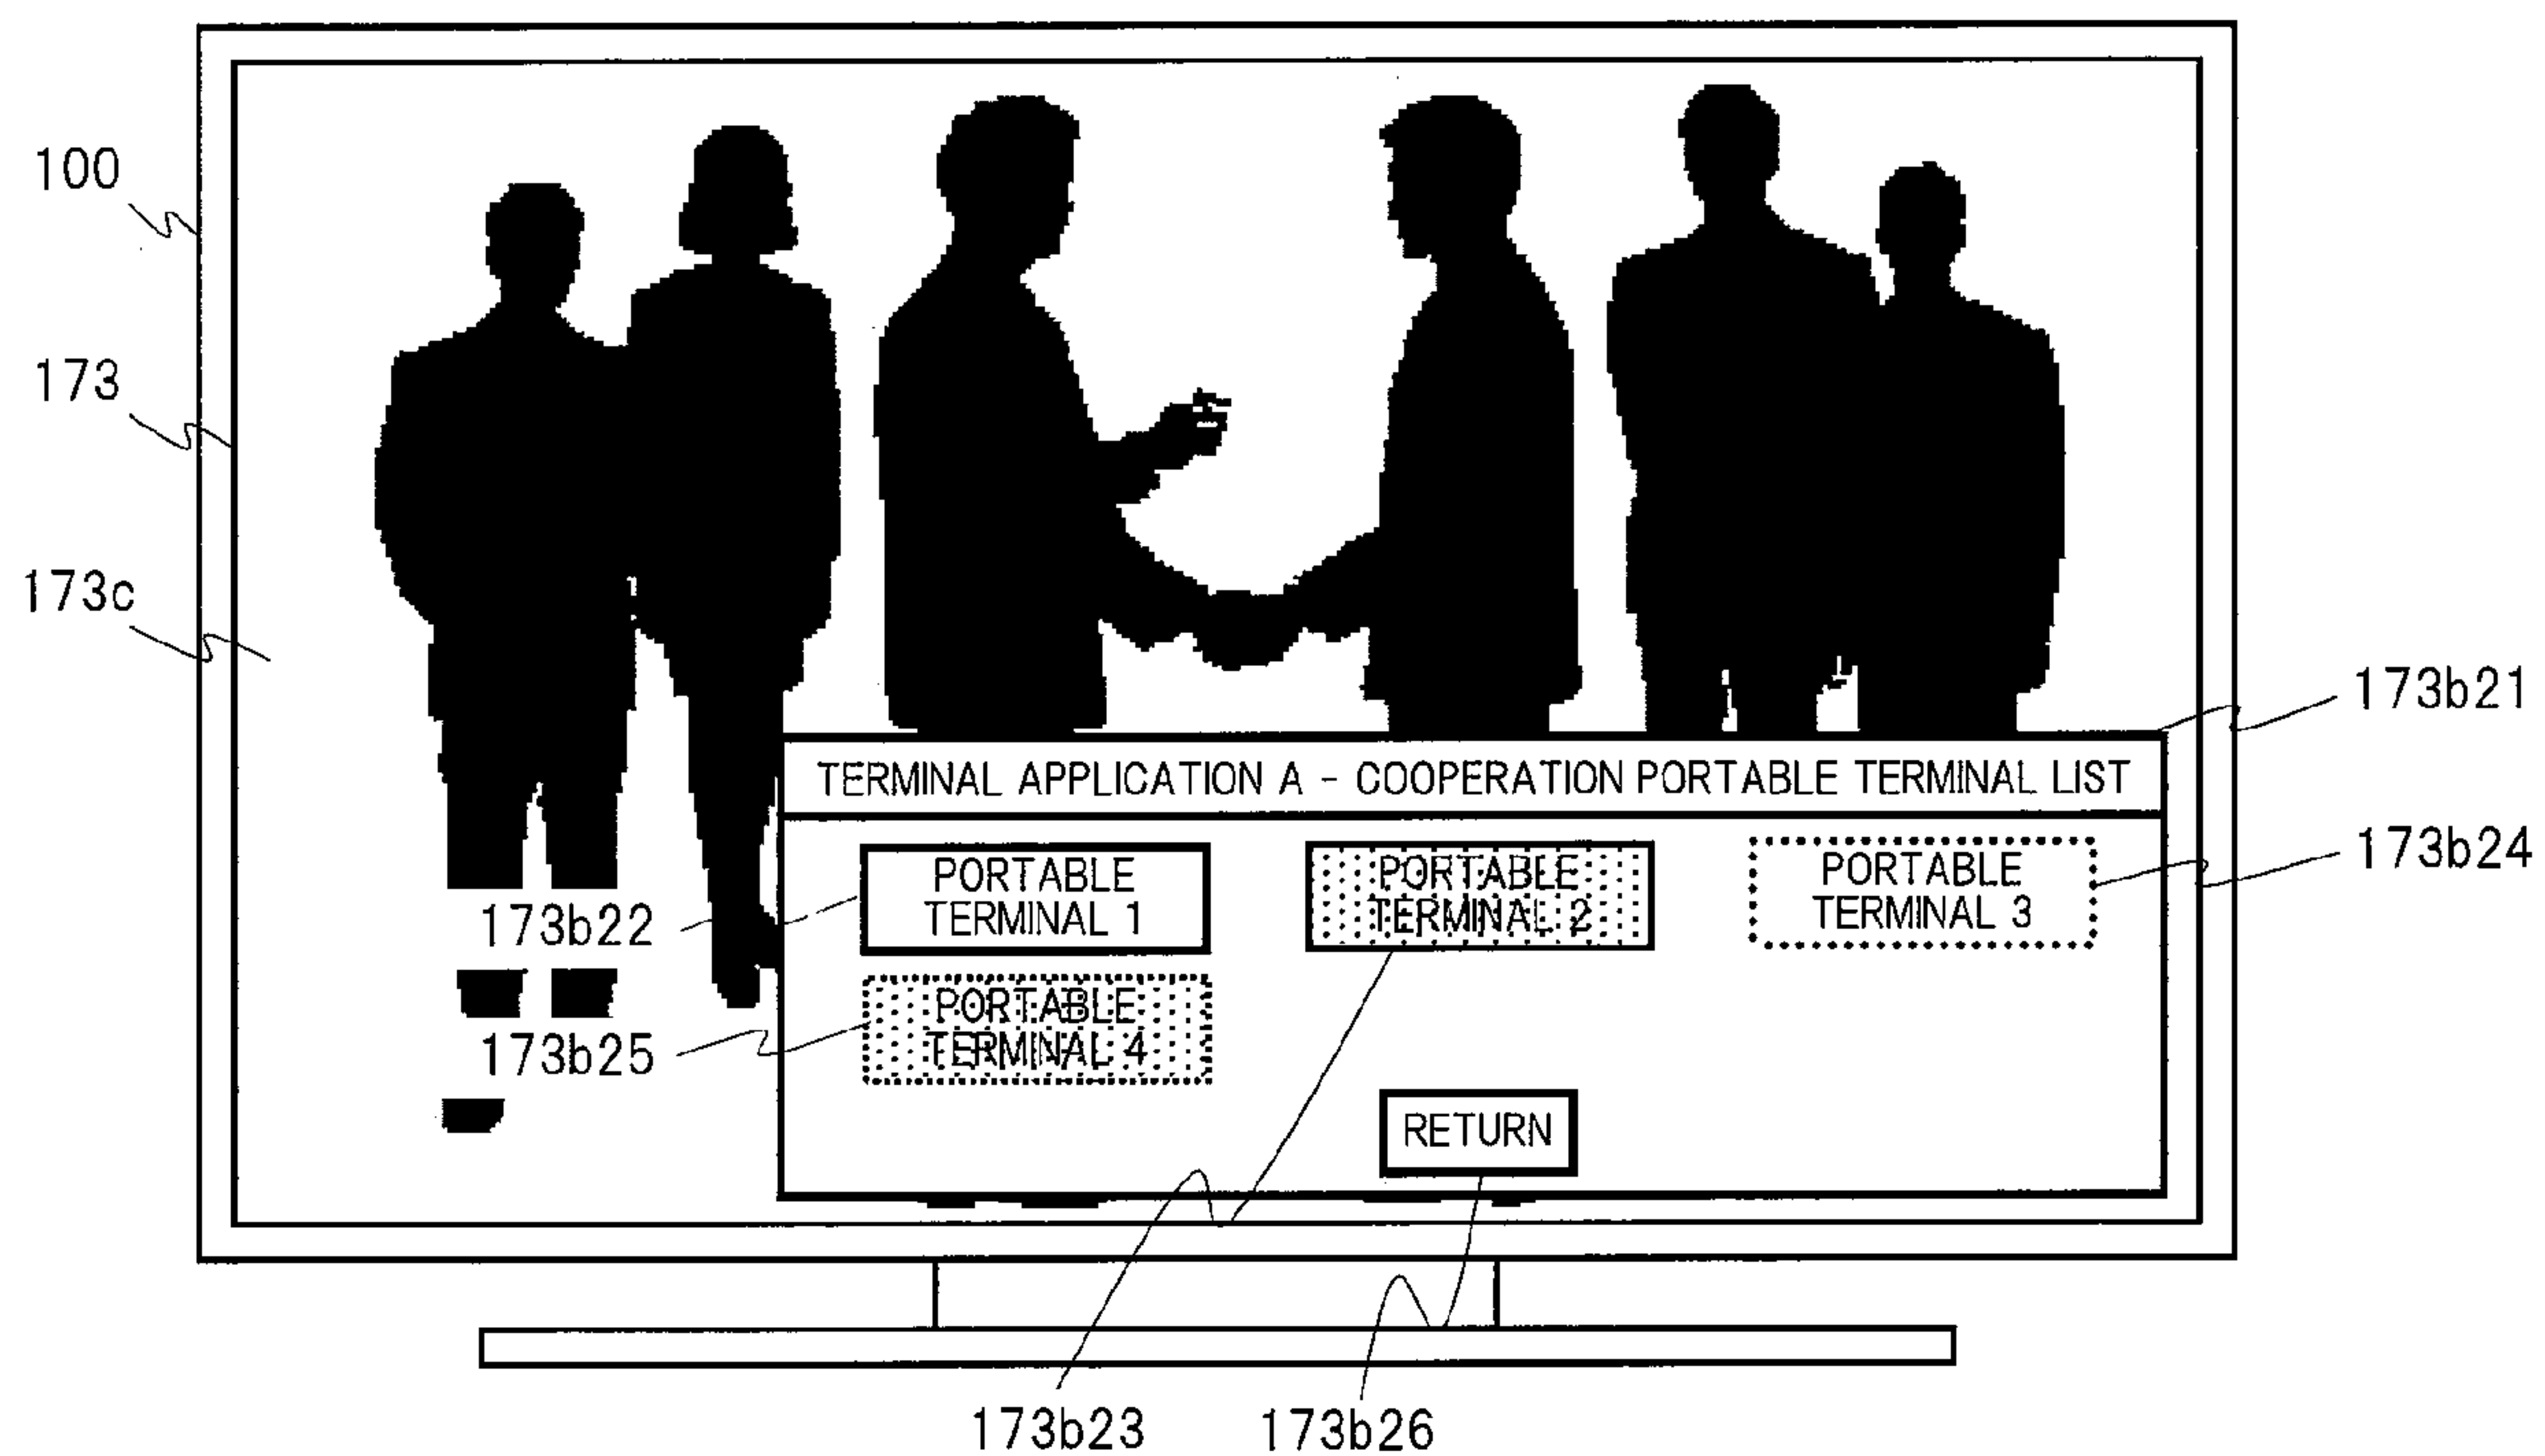 100
173
173c
173b21
TERMINAL APPLICATION A - COOPERATION PORTABLE TERMINAL LIST
173b24
PORTABLE
TERMINAL 1
PORTABLE
TERMINAL 2
PORTABLE
TERMINAL 3
173b22
PORTABLE
TERMINAL 4
173b25
RETURN
173b23
173b26